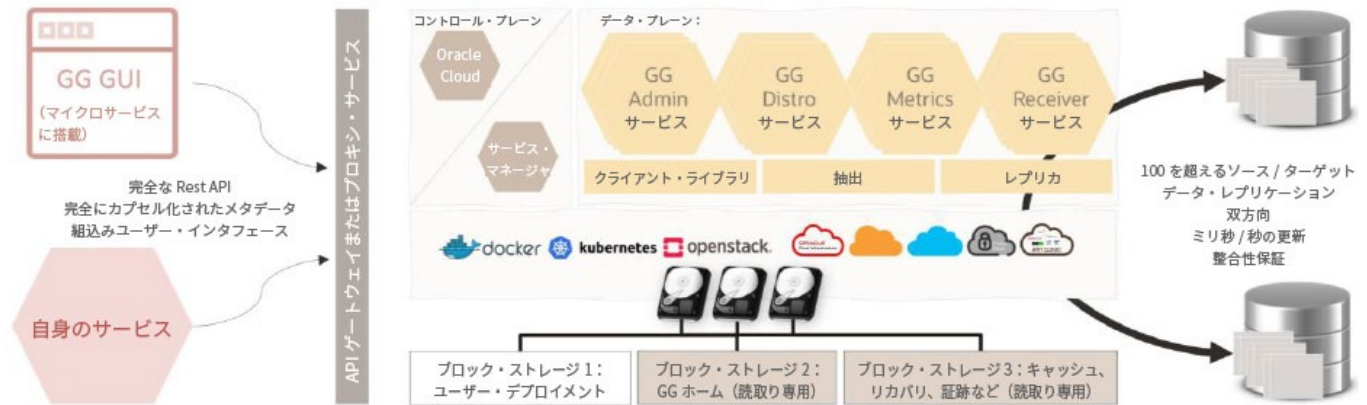 GG GUI
(マイクロサービス
に搭載)
完全な Rest API
完全にカプセル化されたメタデータ
組込みユーザー・インタフェース
自身のサービス
API ゲートウェイまたはプロキシ・サービス
コントロール・プレーン
Oracle
Cloud
サービス・
マネージャ
データ・プレーン：
GG
Admin
サービス
GG
Distro
サービス
GG
Metrics
サービス
GG
Receiver
サービス
クライアント・ライブラリ
抽出
レプリカ
docker
kubernetes
openstack.
ORACLE
ブロック・ストレージ 1：
ユーザー・デプロイメント
ブロック・ストレージ 2：
GG ホーム（読取り専用）
ブロック・ストレージ 3：キャッシュ、
リカバリ、証跡など（読取り専用）
100 を超えるソース / ターゲット
データ・レプリケーション
双方向
ミリ秒 / 秒の更新
整合性保証